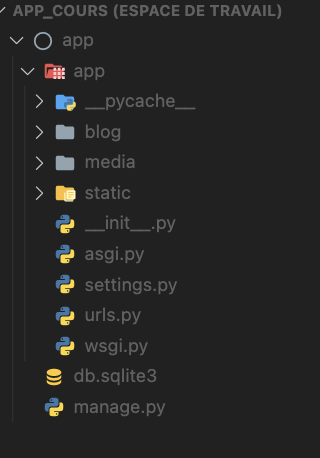 APP_COURS (ESPACE DE TRAVAIL)
app
app
__pycache__
blog
media
static
__init__.py
asgi.py
settings.py
urls.py
wsgi.py
db.sqlite3
manage.py